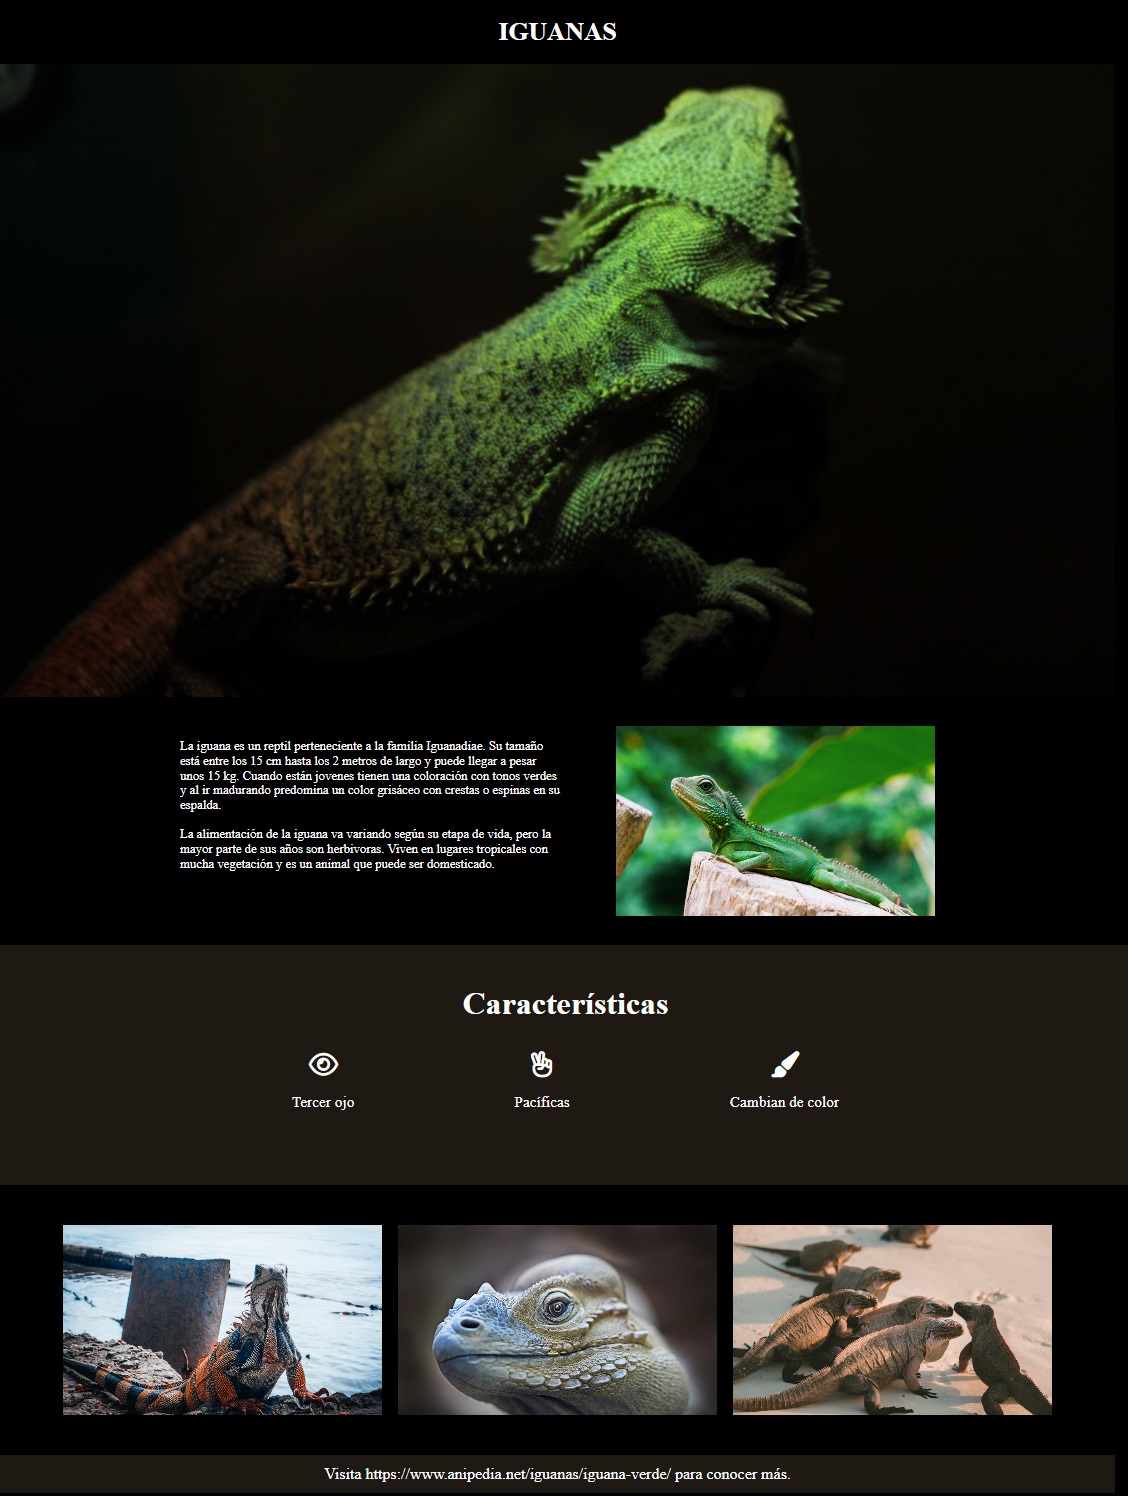 IGUANAS
La iguana es un reptil perteneciente a la familia Iguanadiae. Su tamaño
está entre los 15 cm hasta los 2 metros de largo y puede llegar a pesar
unos 15 kg. Cuando están jovenes tienen una coloración con tonos verdes
y al ir madurando predomina un color grisáceo con crestas o espinas en su
espalda.
La alimentación de la iguana va variando según su etapa de vida, pero la
mayor parte de sus años son herbivoras. Viven en lugares tropicales con
mucha vegetación y es un animal que puede ser domesticado.
Características
Tercer ojo
Pacíficas
Cambian de color
Visita https://www.anipedia.net/iguanas/iguana-verde/ para conocer más.